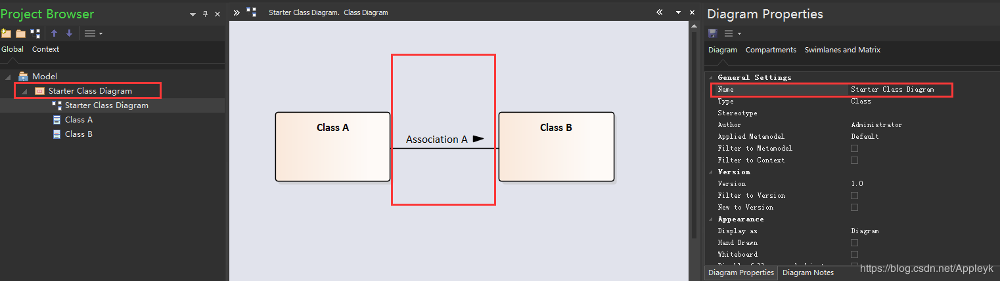 Project Browser
Global Context
Model
Starter Class Diagram
Starter Class Diagram
Class A
Class B
Starter Class Diagram. Class Diagram
Class A
Association A
Class B
Diagram Properties
Diagram Compartments Swimlanes and Matrix
General Settings
Name Starter Class Diagram
Type Class
Stereotype
Author Administrator
Applied Metamodel Default
Filter to Metamodel
Filter to Context
Version
Version 1.0
Filter to Version
New to Version
Appearance
Display as Diagram
Hand Drawn
Whiteboard
Diagram Properties Diagram Notes
https://blog.csdn.net/Appleyk